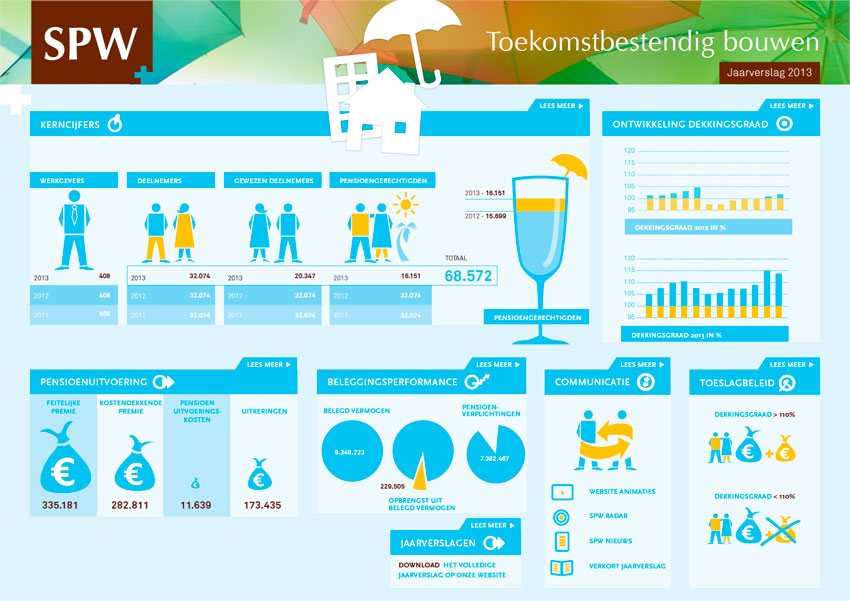 SPW
Toekomstbestendig bouwen
Jaarverslag 2013
LEES MEER
KERNCIJFERS
WERKGEVERS
DEELNEMERS
GEWEZEN DEELNEMERS
PENSIOENGERECHTIGDEN
2013 408
2012 408
2011 408
2013 32.074
2012 32.074
2011 32.074
2013 20.347
2012 32.074
2011 32.074
2013 16.151
2012 32.074
2011 32.074
TOTAAL
68.572
2013 - 16.151
2012 - 15.699
PENSIOENGERECHTIGDEN
LEES MEER
ONTWIKKELING DEKKINGSGRAAD
120
115
110
105
100
95
DEKKINGSGRAAD 2012 IN %
120
115
110
105
100
95
DEKKINGSGRAAD 2013 IN %
LEES MEER
PENSIOENUITVOERING
FEITELIJKE
PREMIE
€
335.181
KOSTENDEKKENDE
PREMIE
€
282.811
PENSIOEN
UITVOERINGS-
KOSTEN
€
11.639
UITKERINGEN
€
173.435
LEES MEER
BELEGGINGSPERFORMANCE
BELEGD VERMOGEN
8.348.223
229.505
OPBRENGST UIT
BELEGD VERMOGEN
PENSIOEN-
VERPLICHTINGEN
7.382.467
LEES MEER
JAARVERSLAGEN
DOWNLOAD HET VOLLEDIGE
JAARVERSLAG OP ONZE WEBSITE
LEES MEER
COMMUNICATIE
WEBSITE ANIMATIES
SPW RADAR
SPW NIEUWS
VERKORT JAARVERSLAG
LEES MEER
TOESLAGBELEID
DEKKINGSGRAAD > 110%
€ + €
DEKKINGSGRAAD < 110%
€ + €